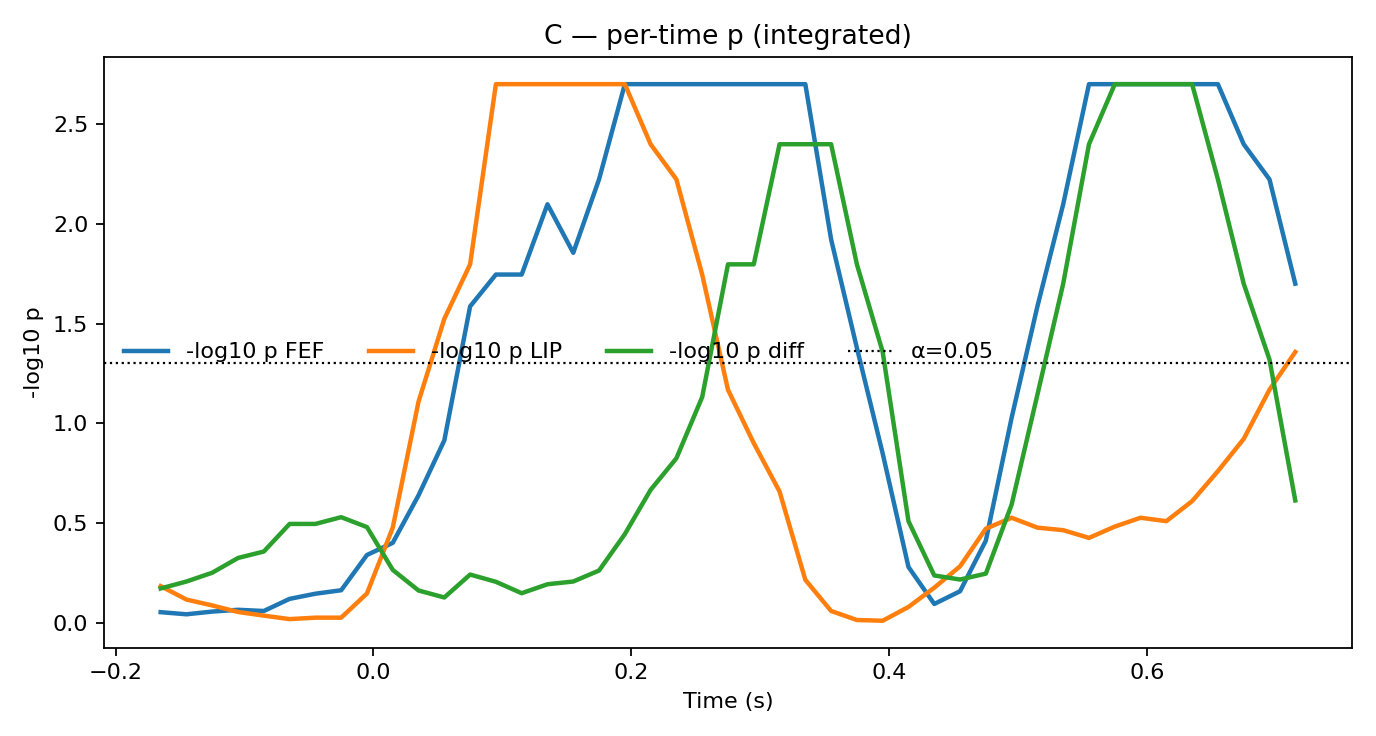 C — per-time p (integrated)
-log10 p
2.5
2.0
1.5
1.0
0.5
0.0
-log10 p FEF -log10 p LIP -log10 p diff α=0.05
−0.2 0.0 0.2 0.4 0.6
Time (s)